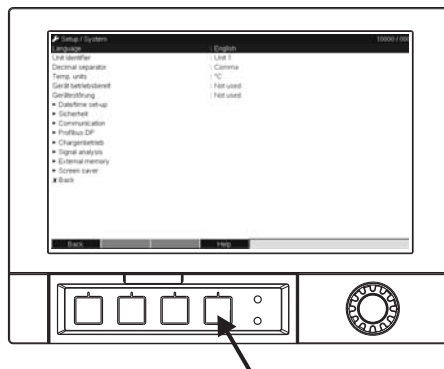 Setup / System 10000 / 000
Language : English
Unit identifier : Unit 1
Decimal separator : Comma
Temp. units : °C
Gerät betriebsbereit : Not used
Gerätestörung : Not used
► Date/time set-up
► Sicherheit
► Communication
► Profibus DP
► Chargenbetrieb
► Signal analysis
► External memory
► Screen saver
x Back
Back Help